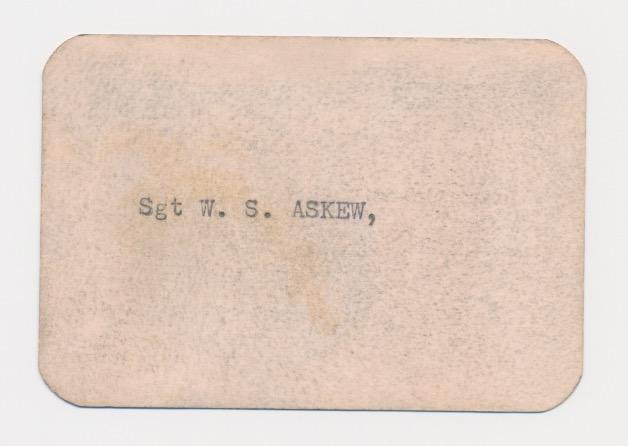 Sgt W. S. ASKEW,